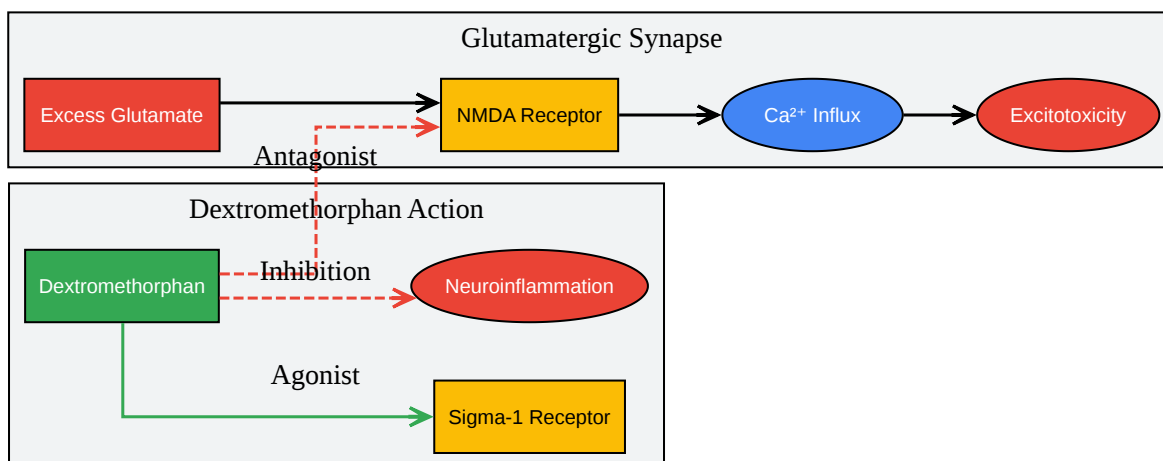 Glutamatergic Synapse
Excess Glutamate
NMDA Receptor
Ca²⁺ Influx
Excitotoxicity
Antagonist
Dextromethorphan Action
Dextromethorphan
Inhibition
Neuroinflammation
Agonist
Sigma-1 Receptor